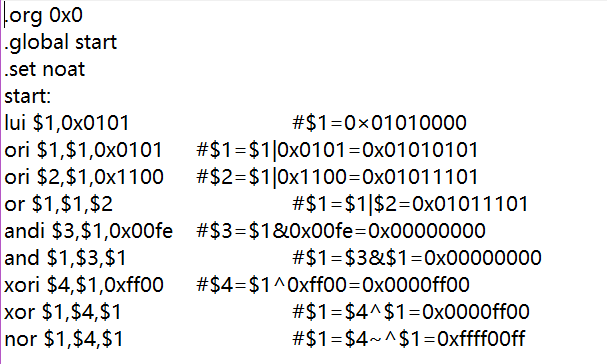 .org 0x0
.global start
.set noat
start:
lui $1,0x0101 #$1=0×01010000
ori $1,$1,0x0101 #$1=$1|0x0101=0x01010101
ori $2,$1,0x1100 #$2=$1|0x1100=0x01011101
or $1,$1,$2 #$1=$1|$2=0x01011101
andi $3,$1,0x00fe #$3=$1&0x00fe=0x00000000
and $1,$3,$1 #$1=$3&$1=0x00000000
xori $4,$1,0xff00 #$4=$1^0xff00=0x0000ff00
xor $1,$4,$1 #$1=$4^$1=0x0000ff00
nor $1,$4,$1 #$1=$4~^$1=0xffff00ff